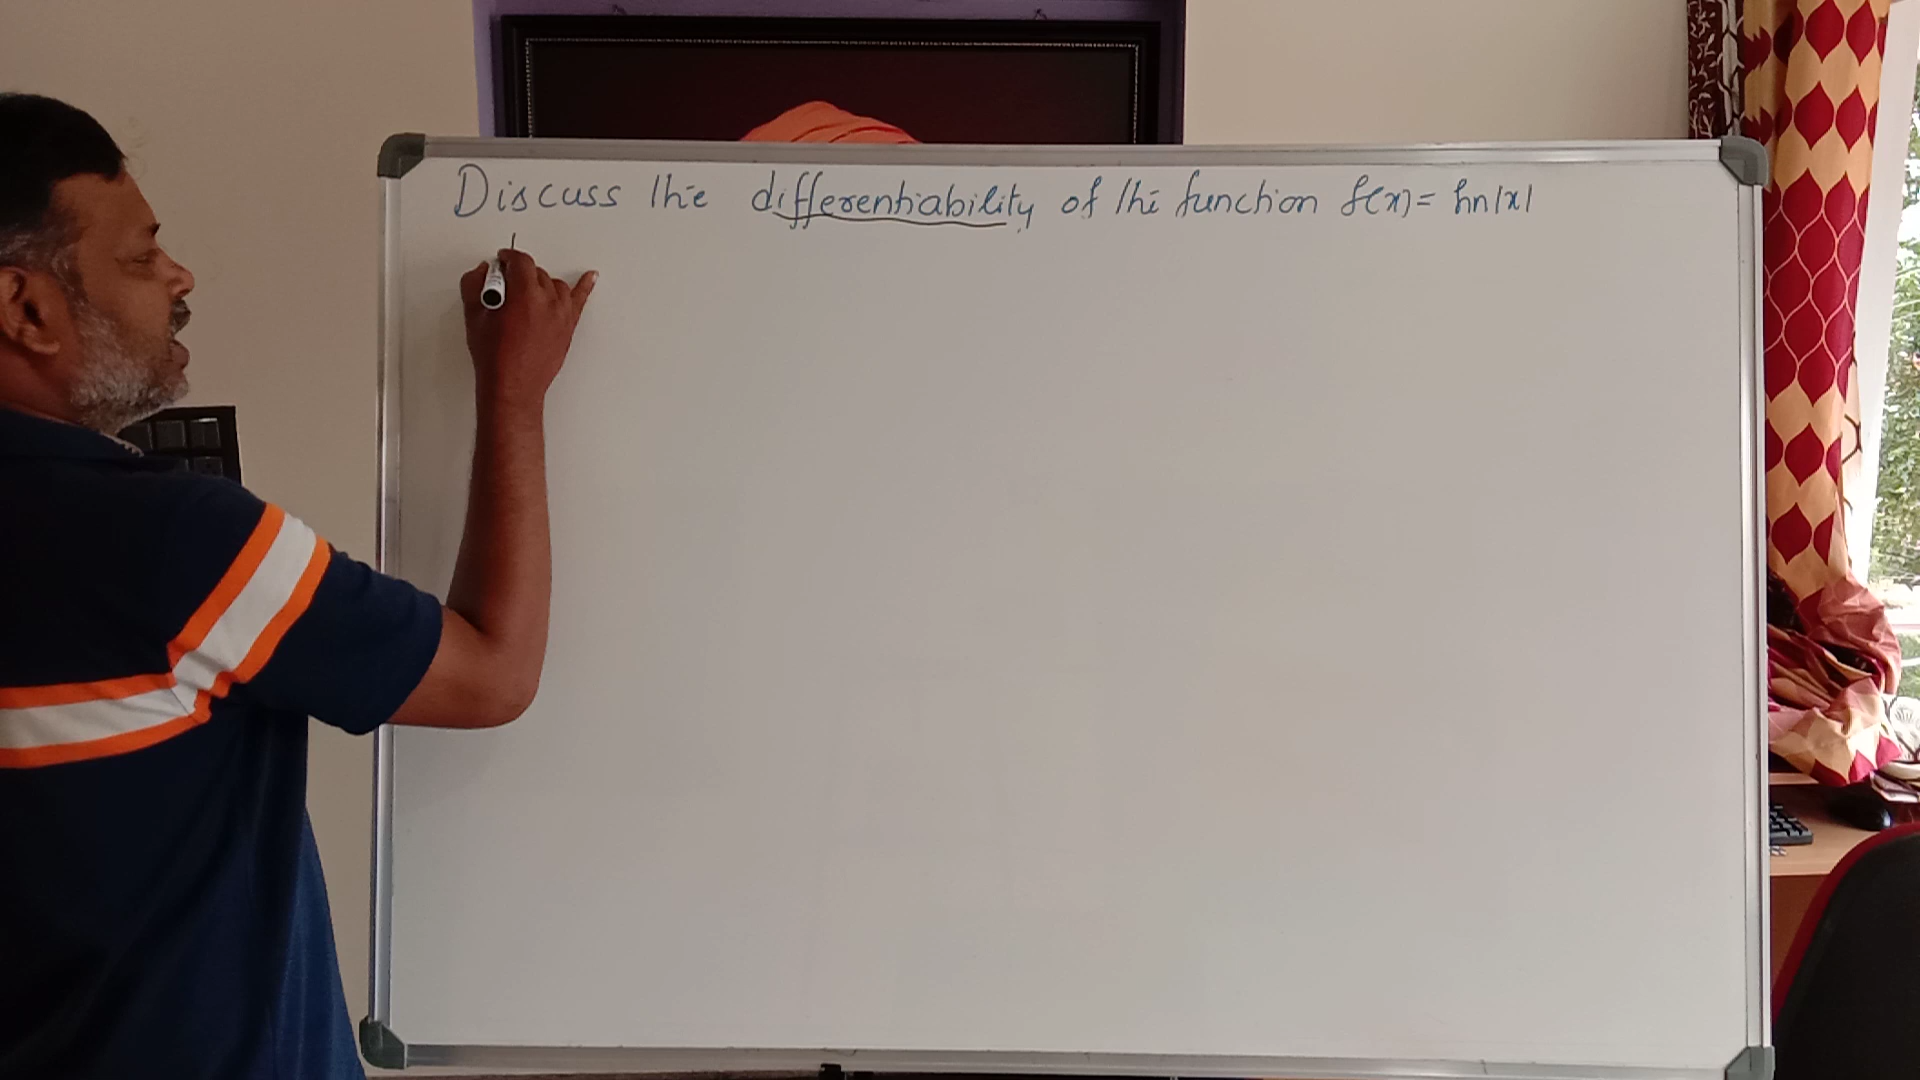 Discuss the differentiability of the function f(x) = ln|x|